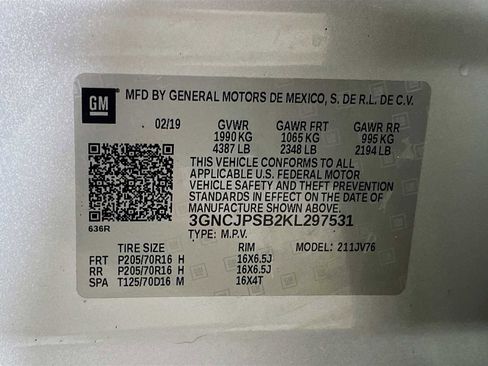 GM MFD BY GENERAL MOTORS DE MEXICO, S. DE R.L. DE C.V.
02/19 GVWR GAWR FRT GAWR RR
1990 KG 1065 KG 995 KG
4387 LB 2348 LB 2194 LB
THIS VEHICLE CONFORMS TO ALL
APPLICABLE U.S. FEDERAL MOTOR
VEHICLE SAFETY AND THEFT PREVENTION
STANDARDS IN EFFECT ON THE DATE OF
MANUFACTURE SHOWN ABOVE.
3GNCJPSB2KL297531
636R
TYPE: M.P.V. MODEL: 211JV76
TIRE SIZE RIM
FRT P205/70R16 H 16X6.5J
RR P205/70R16 H 16X6.5J
SPA T125/70D16 M 16X4T